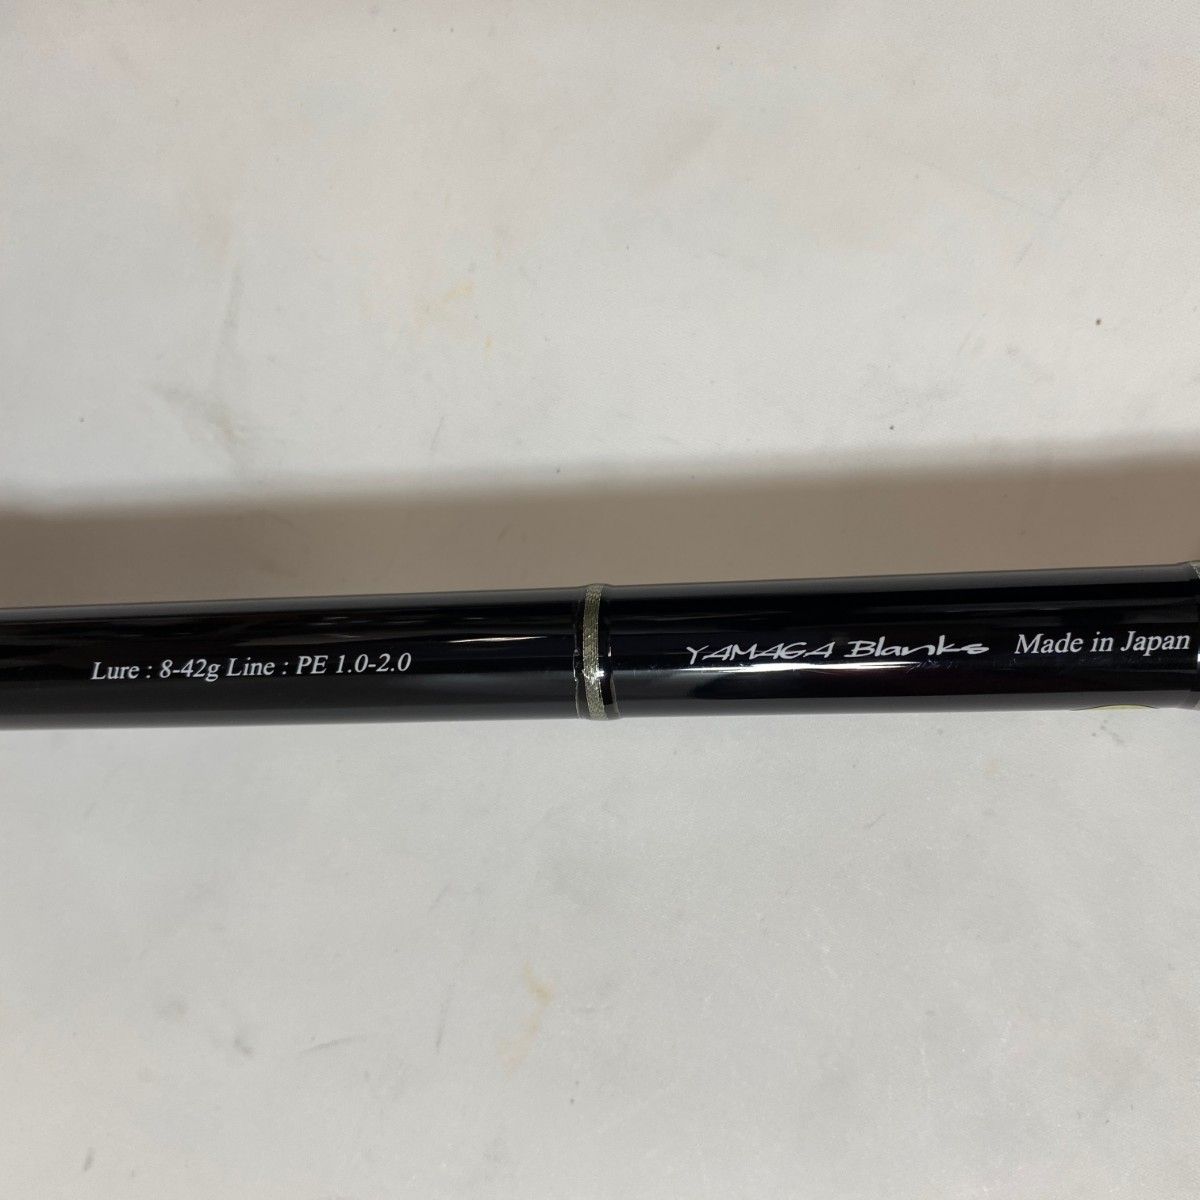 Lure : 8-42g Line : PE 1.0-2.0
YAMAGA Blanks Made in Japan